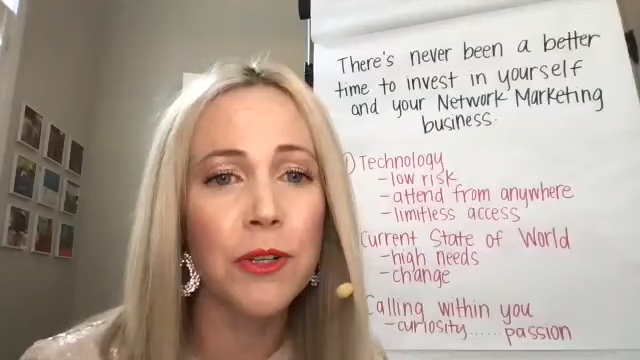 There's never been a better
time to invest in yourself
and your Network Marketing
business.
) Technology
- low risk
- attend from anywhere
- limitless access
Current State of World
- high needs
- change
Calling within you
- curiosity......passion